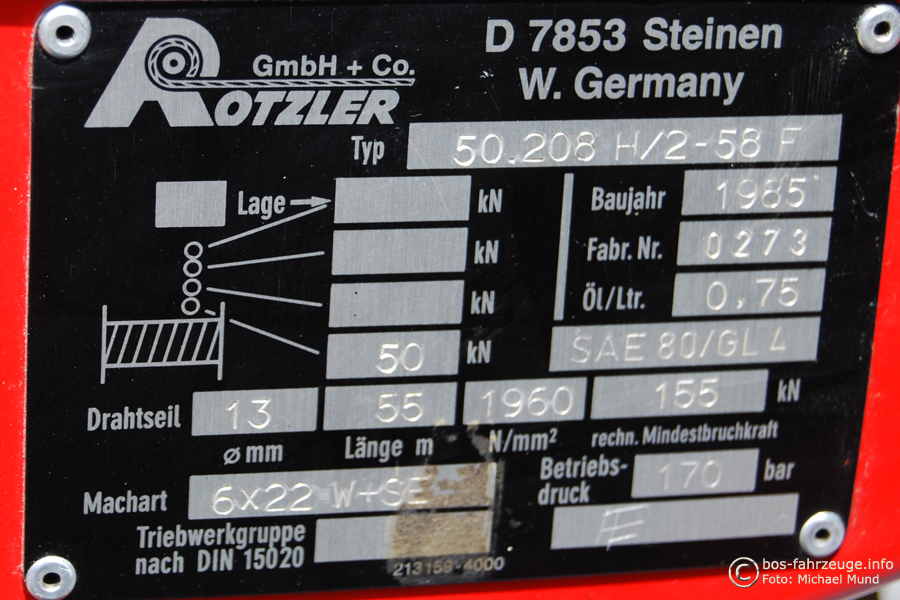 D 7853 Steinen
GmbH + Co.
ROTZLER
W. Germany
Typ 50.208 H/2-58 F
Lage kN
Baujahr 1985
kN
Fabr. Nr. 0273
kN
Öl/Ltr. 0,75
50 kN
SAE 80/GL 4
Drahtseil 13 55 1960 155 kN
ø mm Länge m N/mm² rechn. Mindestbruchkraft
Machart 6x22 W+SE
Betriebs-
druck 170 bar
Triebwerkgruppe
nach DIN 15020
E
213159-4000
© bos-fahrzeuge.info
Foto: Michael Mund